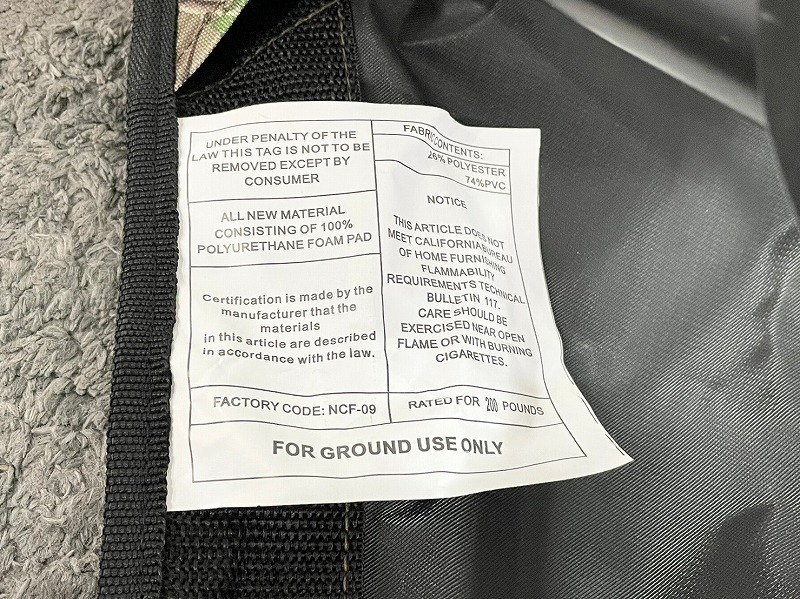 UNDER PENALTY OF THE
LAW THIS TAG IS NOT TO BE
REMOVED EXCEPT BY
CONSUMER
ALL NEW MATERIAL
CONSISTING OF 100%
POLYURETHANE FOAM PAD
Certification is made by the
manufacturer that the
materials
in this article are described
in accordance with the law.
FACTORY CODE: NCF-09
FABRIC CONTENTS:
26% POLYESTER
74%PVC
NOTICE
THIS ARTICLE DOES NOT
MEET CALIFORNIA BUREAU
OF HOME FURNISHING
FLAMMABILITY
REQUIREMENTS TECHNICAL
BULLETIN 117.
CARE SHOULD BE
EXERCISED NEAR OPEN
FLAME OR WITH BURNING
CIGARETTES.
RATED FOR 200 POUNDS
FOR GROUND USE ONLY